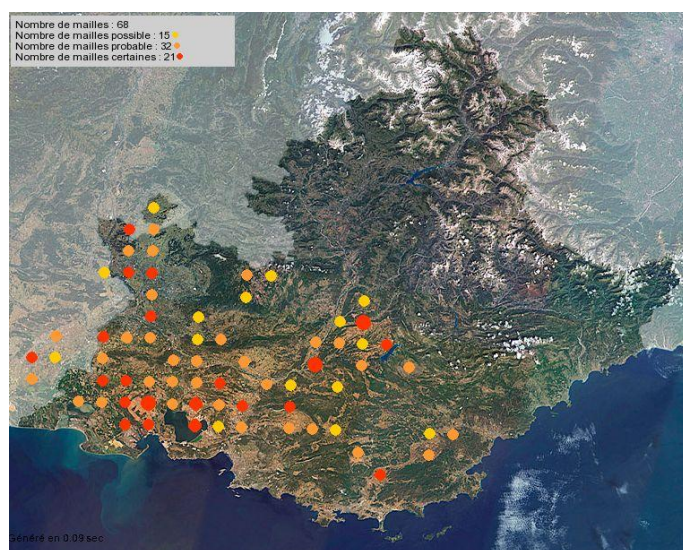 Nombre de mailles : 68
Nombre de mailles possible : 15
Nombre de mailles probable : 32
Nombre de mailles certaines : 21
Généré en 0.09 sec